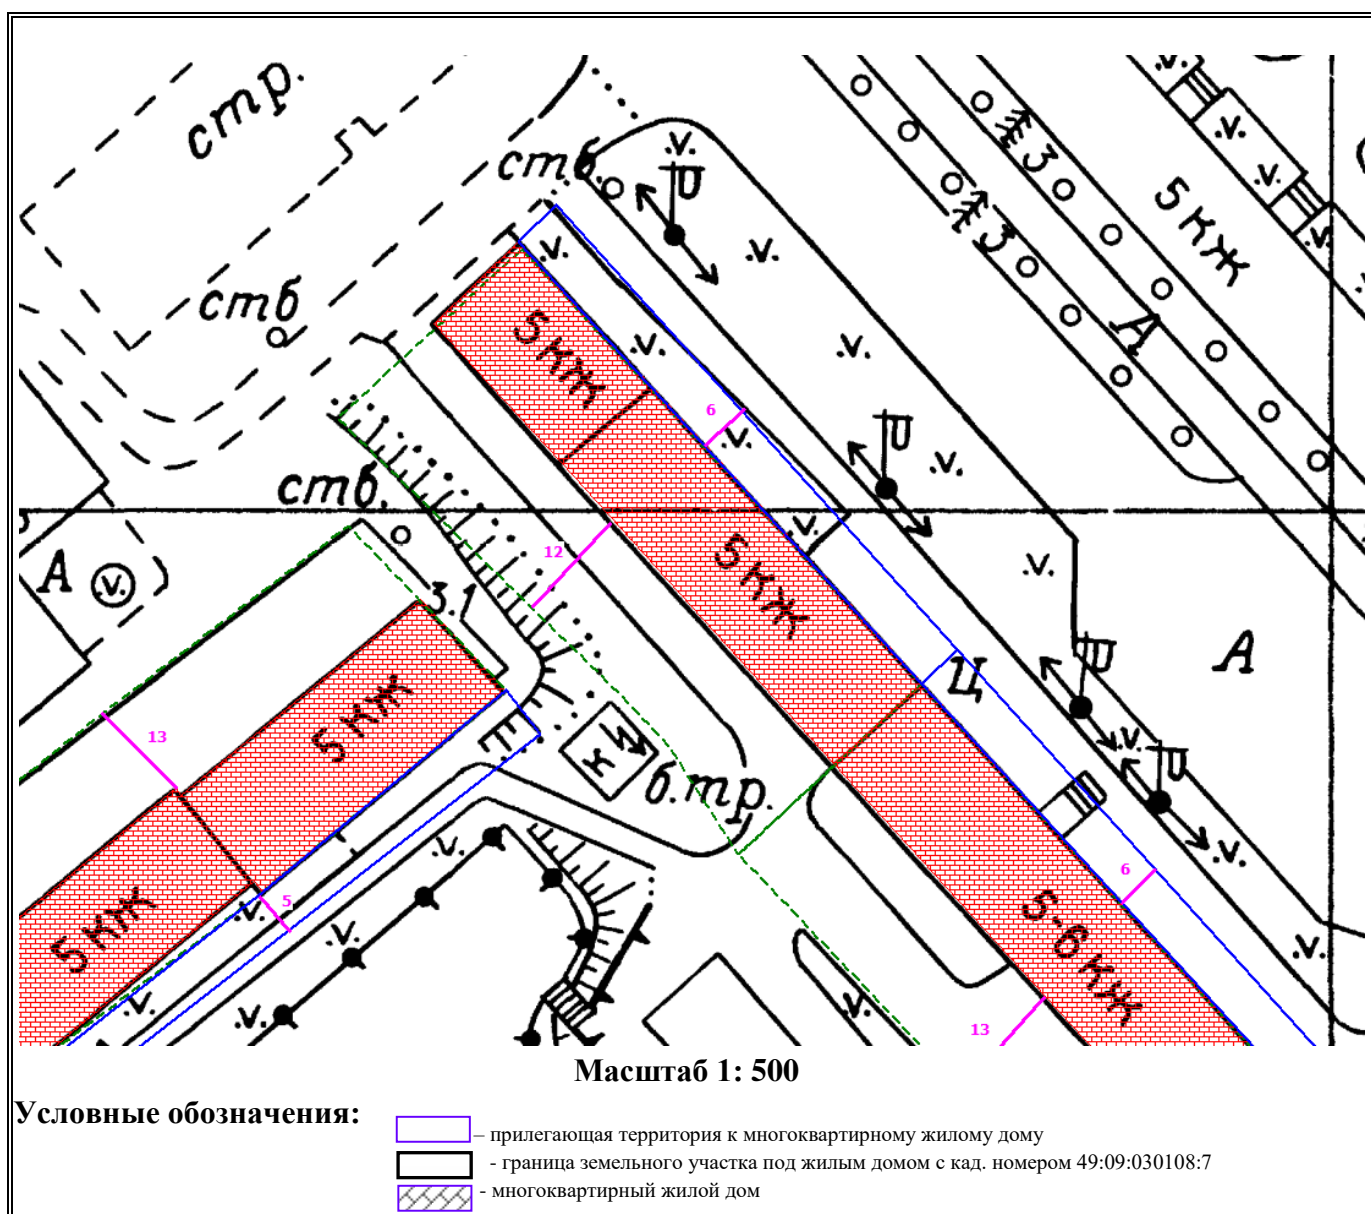 стр.
стб.
U
.v.
З
З
5КЖ
А
стб
5КЖ
6
U
стб.
А
v.
12
5КЖ
3.1
Ц
U
А
13
5КЖ
К
б.тр.
U
6
5
5КЖ
5-8КЖ
13
Масштаб 1: 500
Условные обозначения:
– прилегающая территория к многоквартирному жилому дому
- граница земельного участка под жилым домом с кад. номером 49:09:030108:7
- многоквартирный жилой дом